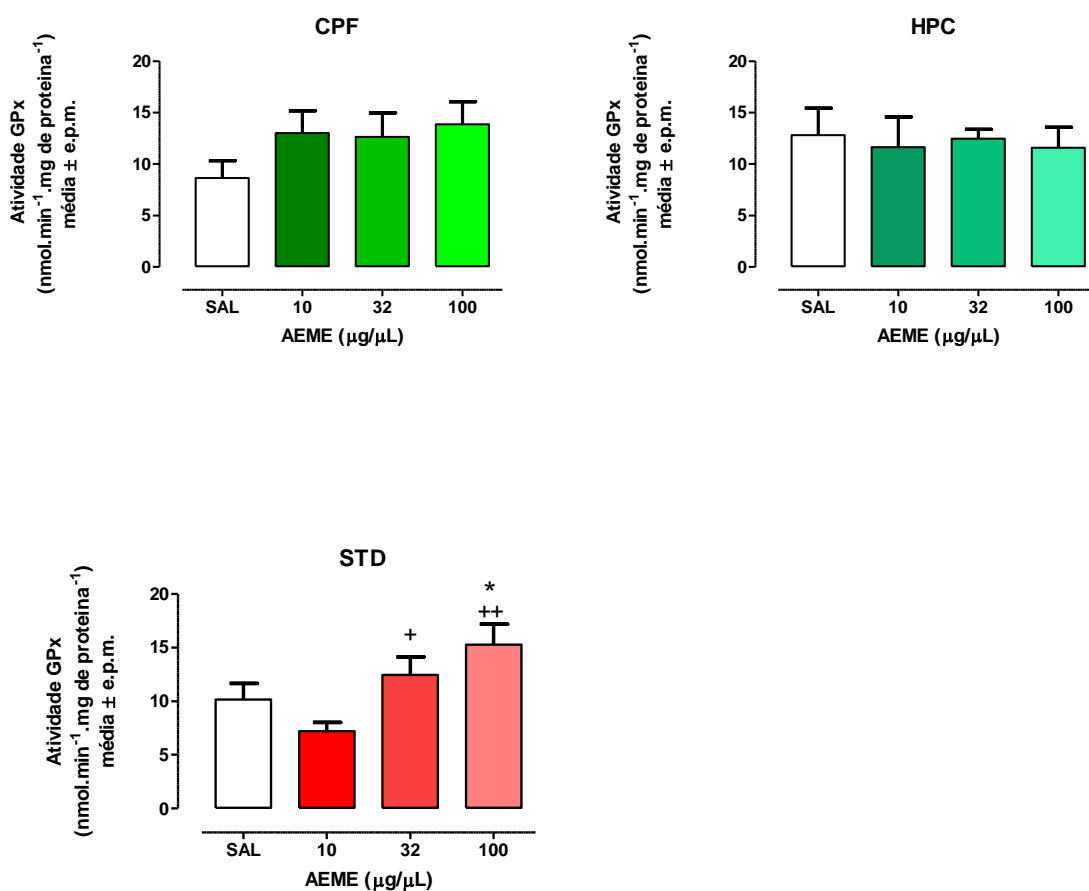 CPF
Atividade GPx
(nmol.min⁻¹.mg de proteina⁻¹)
média ± e.p.m.
20
15
10
5
0
SAL 10 32 100
AEME (µg/µL)
HPC
Atividade GPx
(nmol.min⁻¹.mg de proteina⁻¹)
média ± e.p.m.
20
15
10
5
0
SAL 10 32 100
AEME (µg/µL)
STD
Atividade GPx
(nmol.min⁻¹.mg de proteina⁻¹)
média ± e.p.m.
20
15
10
5
0
*
++
+
SAL 10 32 100
AEME (µg/µL)